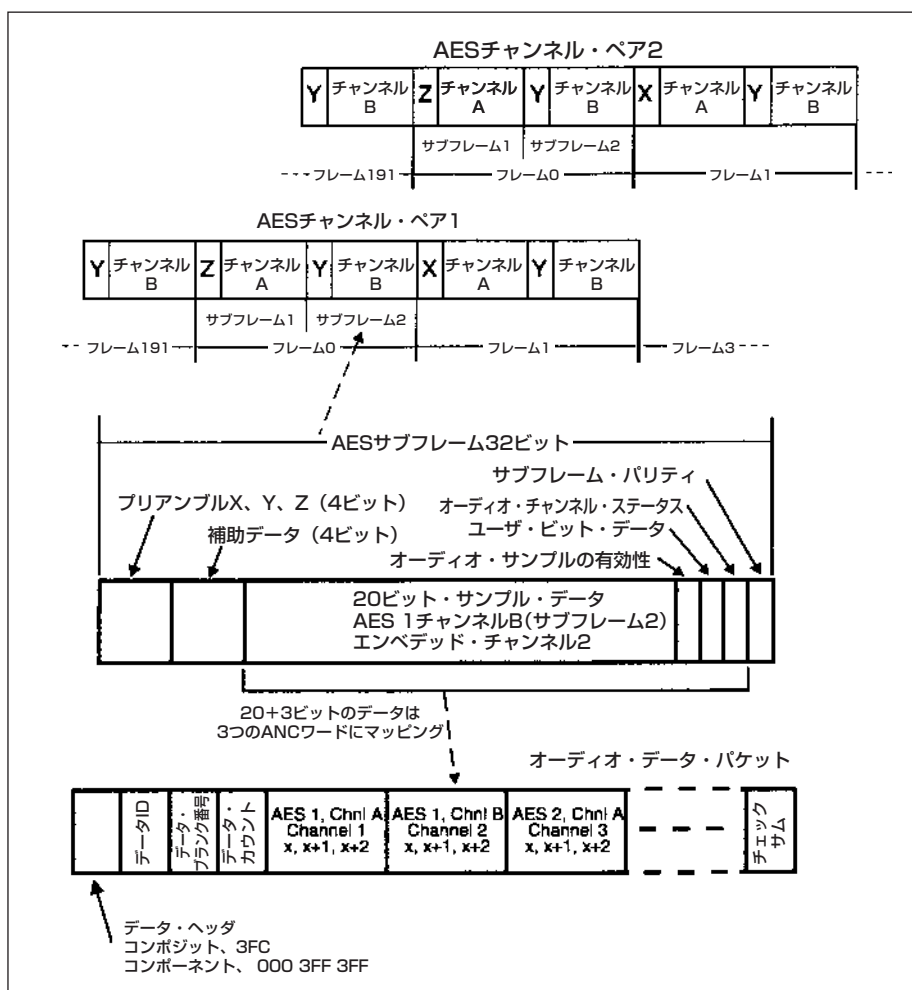 AESチャンネル・ペア2
Y チャンネル B Z チャンネル A Y チャンネル B X チャンネル A Y チャンネル B
サブフレーム1 サブフレーム2
フレーム191 フレーム0 フレーム1
AESチャンネル・ペア1
Y チャンネル B Z チャンネル A Y チャンネル B X チャンネル A Y チャンネル B
サブフレーム1 サブフレーム2
フレーム191 フレーム0 フレーム1 フレーム3
AESサブフレーム32ビット
サブフレーム・パリティ
プリアンブルX、Y、Z（4ビット）
オーディオ・チャンネル・ステータス
補助データ（4ビット）
ユーザ・ビット・データ
オーディオ・サンプルの有効性
20ビット・サンプル・データ
AES 1チャンネルB（サブフレーム2）
エンベデッド・チャンネル2
20＋3ビットのデータは
3つのANCワードにマッピング
オーディオ・データ・パケット
データID
データ・
ブランク番号
データ・
カウント
AES 1, Chnl A
Channel 1
x, x+1, x+2
AES 1, Chnl B
Channel 2
x, x+1, x+2
AES 2, Chnl A
Channel 3
x, x+1, x+2
チェック
サム
データ・ヘッダ
コンポジット、3FC
コンポーネント、 000 3FF 3FF